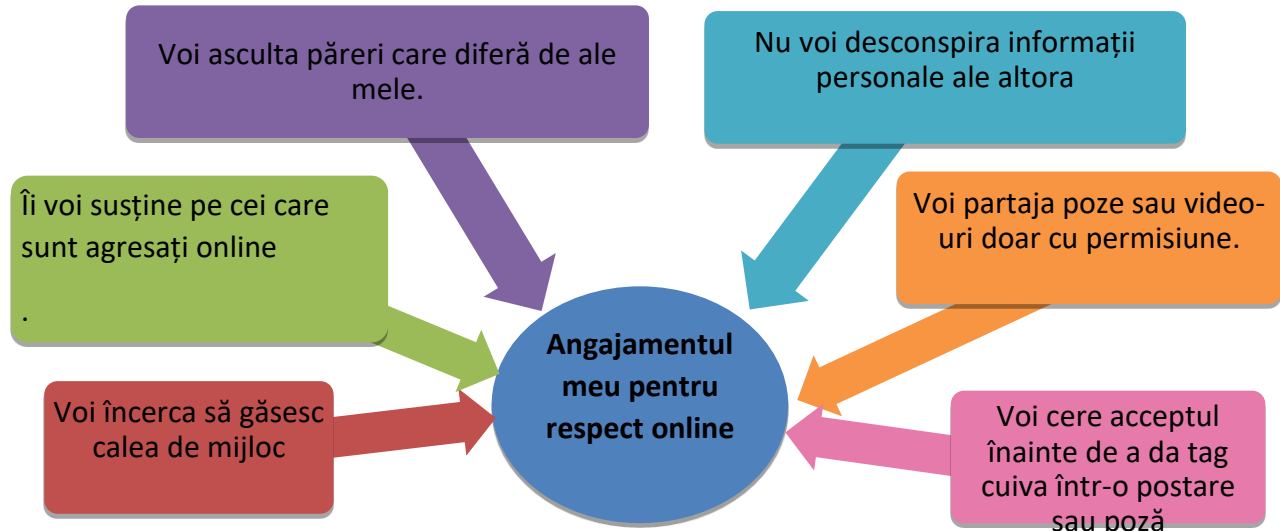 Voi asculta păreri care diferă de ale
mele.
Nu voi desconspira informații
personale ale altora
Îi voi susține pe cei care
sunt agresați online
.
Voi partaja poze sau video-
uri doar cu permisiune.
Angajamentul
meu pentru
respect online
Voi încerca să găsesc
calea de mijloc
Voi cere acceptul
înainte de a da tag
cuiva într-o postare
sau poză